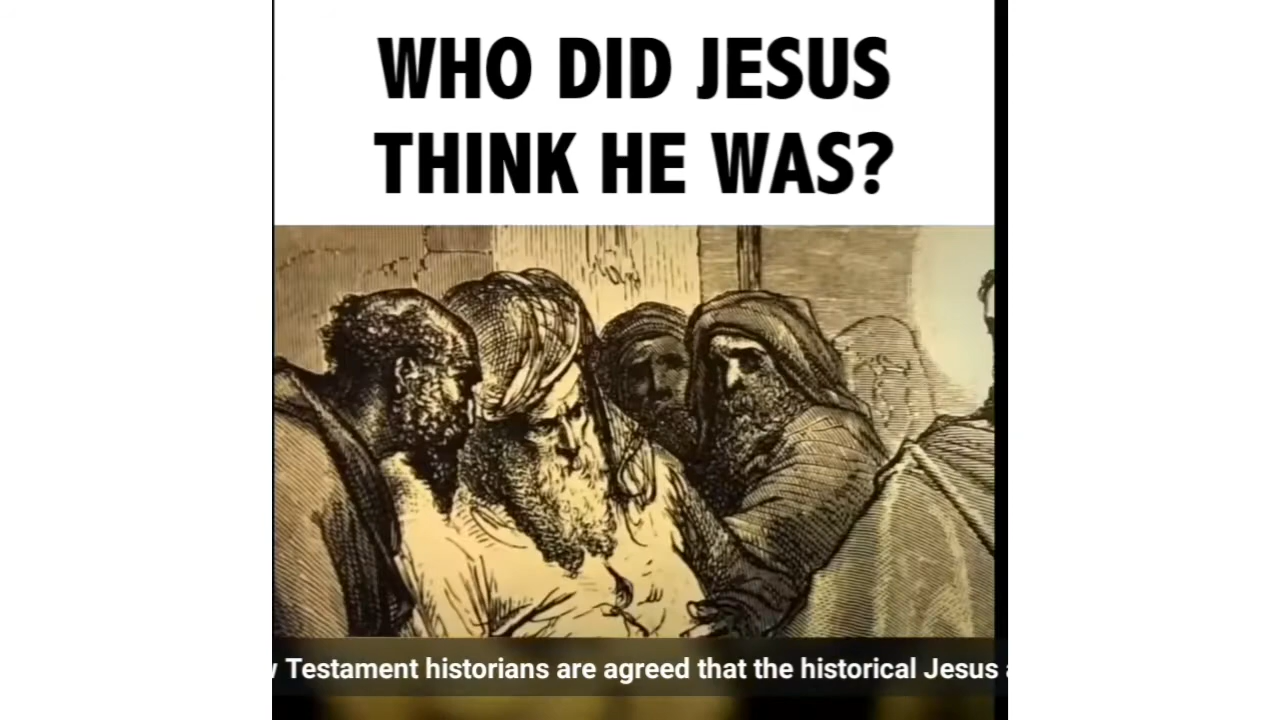 WHO DID JESUS
THINK HE WAS?
Testament historians are agreed that the historical Jesus